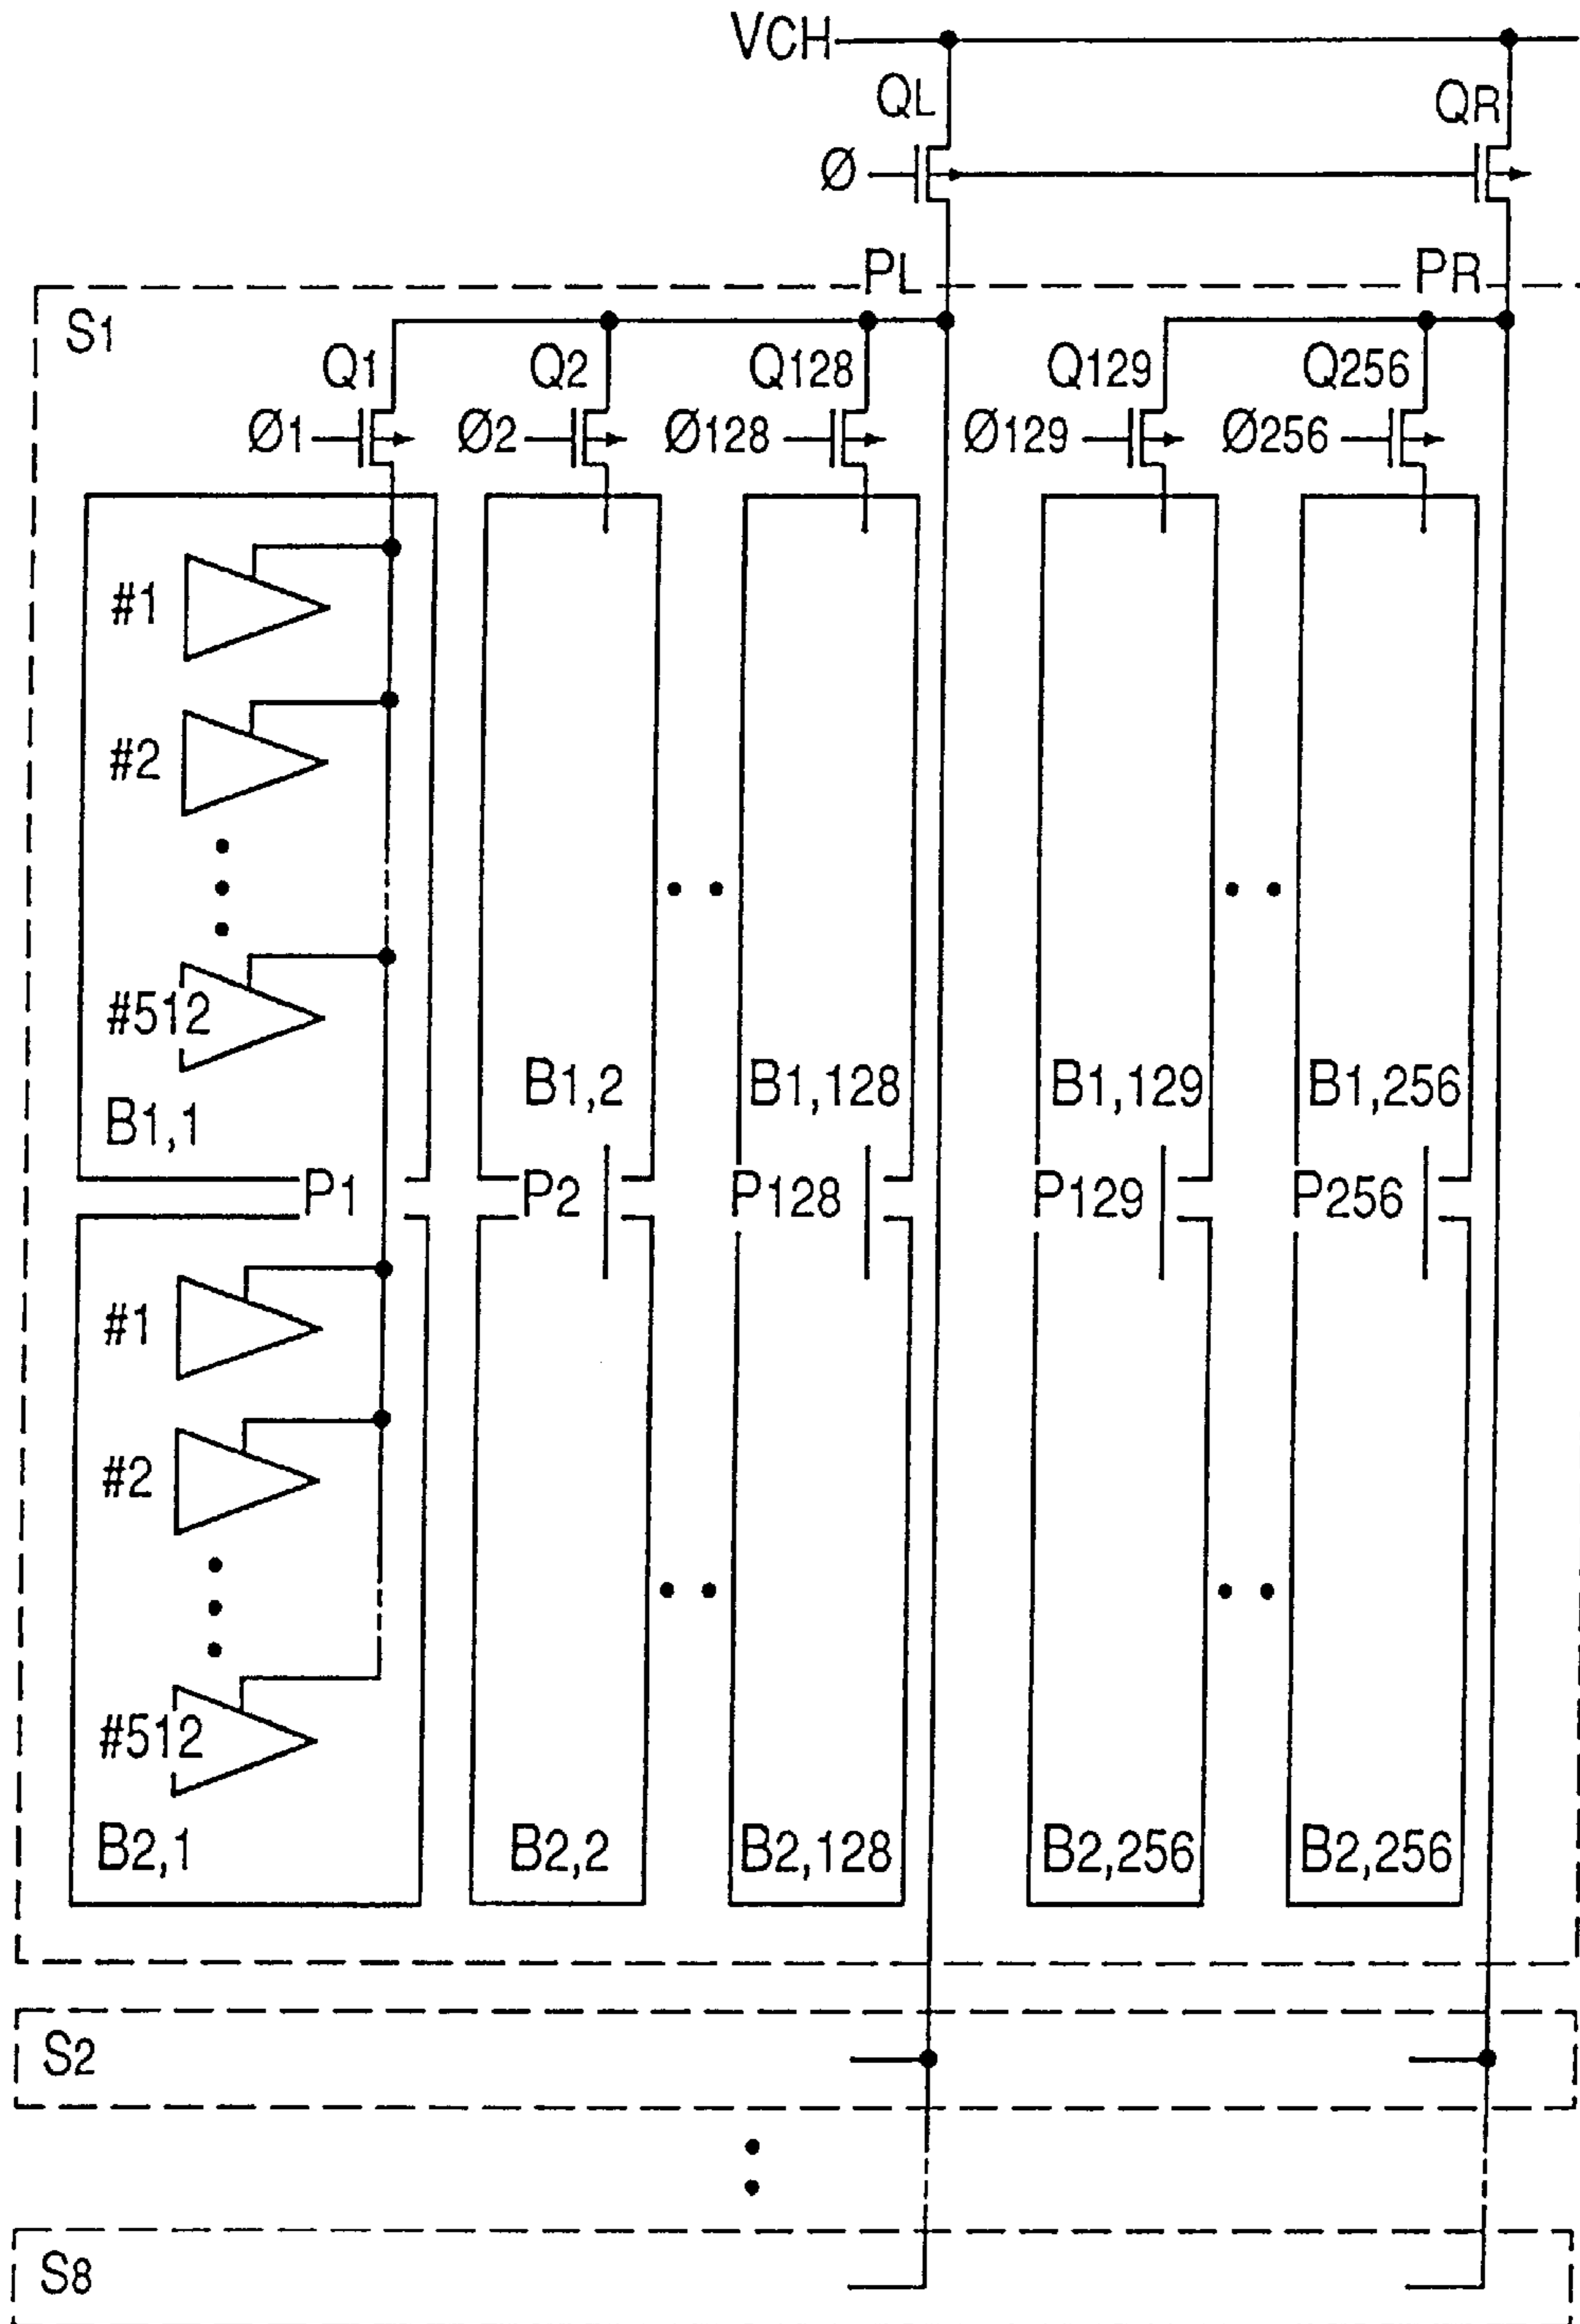 VCH
QL QR
Ø
PL PR
S1
Q1 Q2 Q128 Q129 Q256
Ø1 Ø2 Ø128 Ø129 Ø256
#1
#2
#512
B1,1 B1,2 B1,128 B1,129 B1,256
P1 P2 P128 P129 P256
#1
#2
#512
B2,1 B2,2 B2,128 B2,256 B2,256
S2
S8